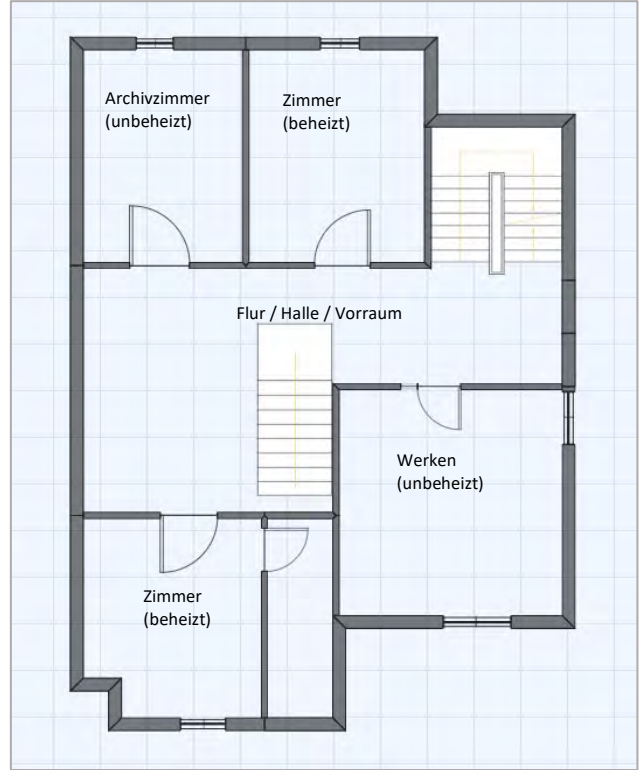 Archivzimmer
(unbeheizt)
Zimmer
(beheizt)
Flur / Halle / Vorraum
Werken
(unbeheizt)
Zimmer
(beheizt)